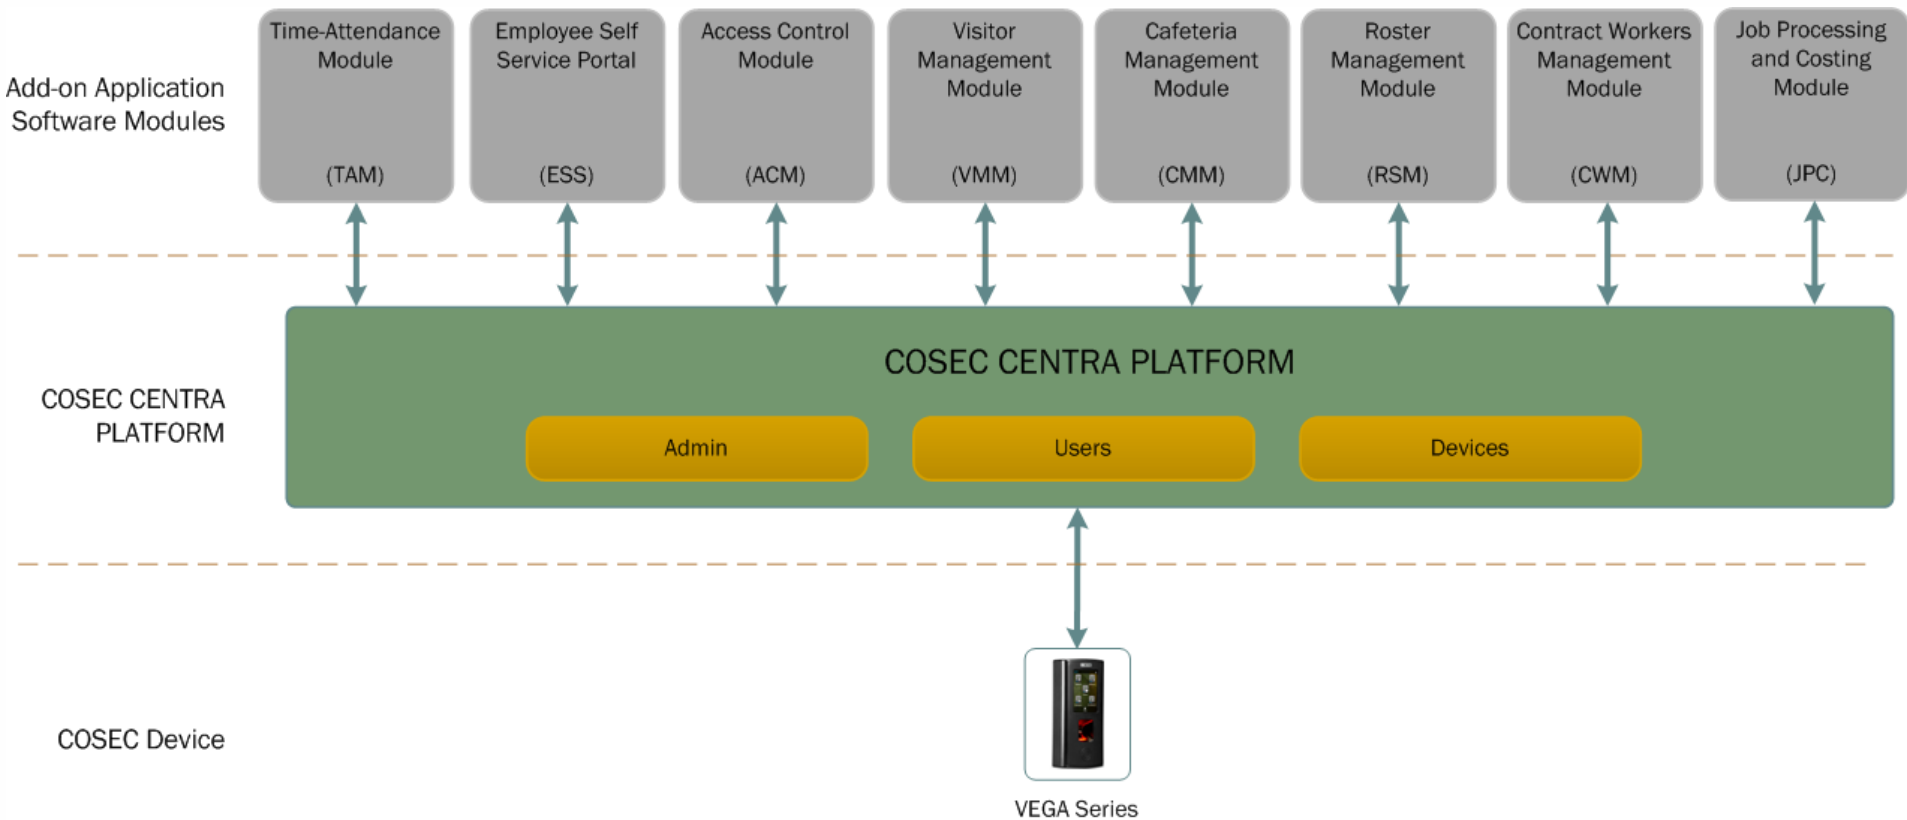 Time-Attendance
Module
(TAM)
Employee Self
Service Portal
(ESS)
Access Control
Module
(ACM)
Visitor
Management
Module
(VMM)
Cafeteria
Management
Module
(CMM)
Roster
Management
Module
(RSM)
Contract Workers
Management
Module
(CWM)
Job Processing
and Costing
Module
(JPC)
Add-on Application
Software Modules
COSEC CENTRA PLATFORM
COSEC CENTRA
PLATFORM
Admin
Users
Devices
COSEC Device
VEGA Series